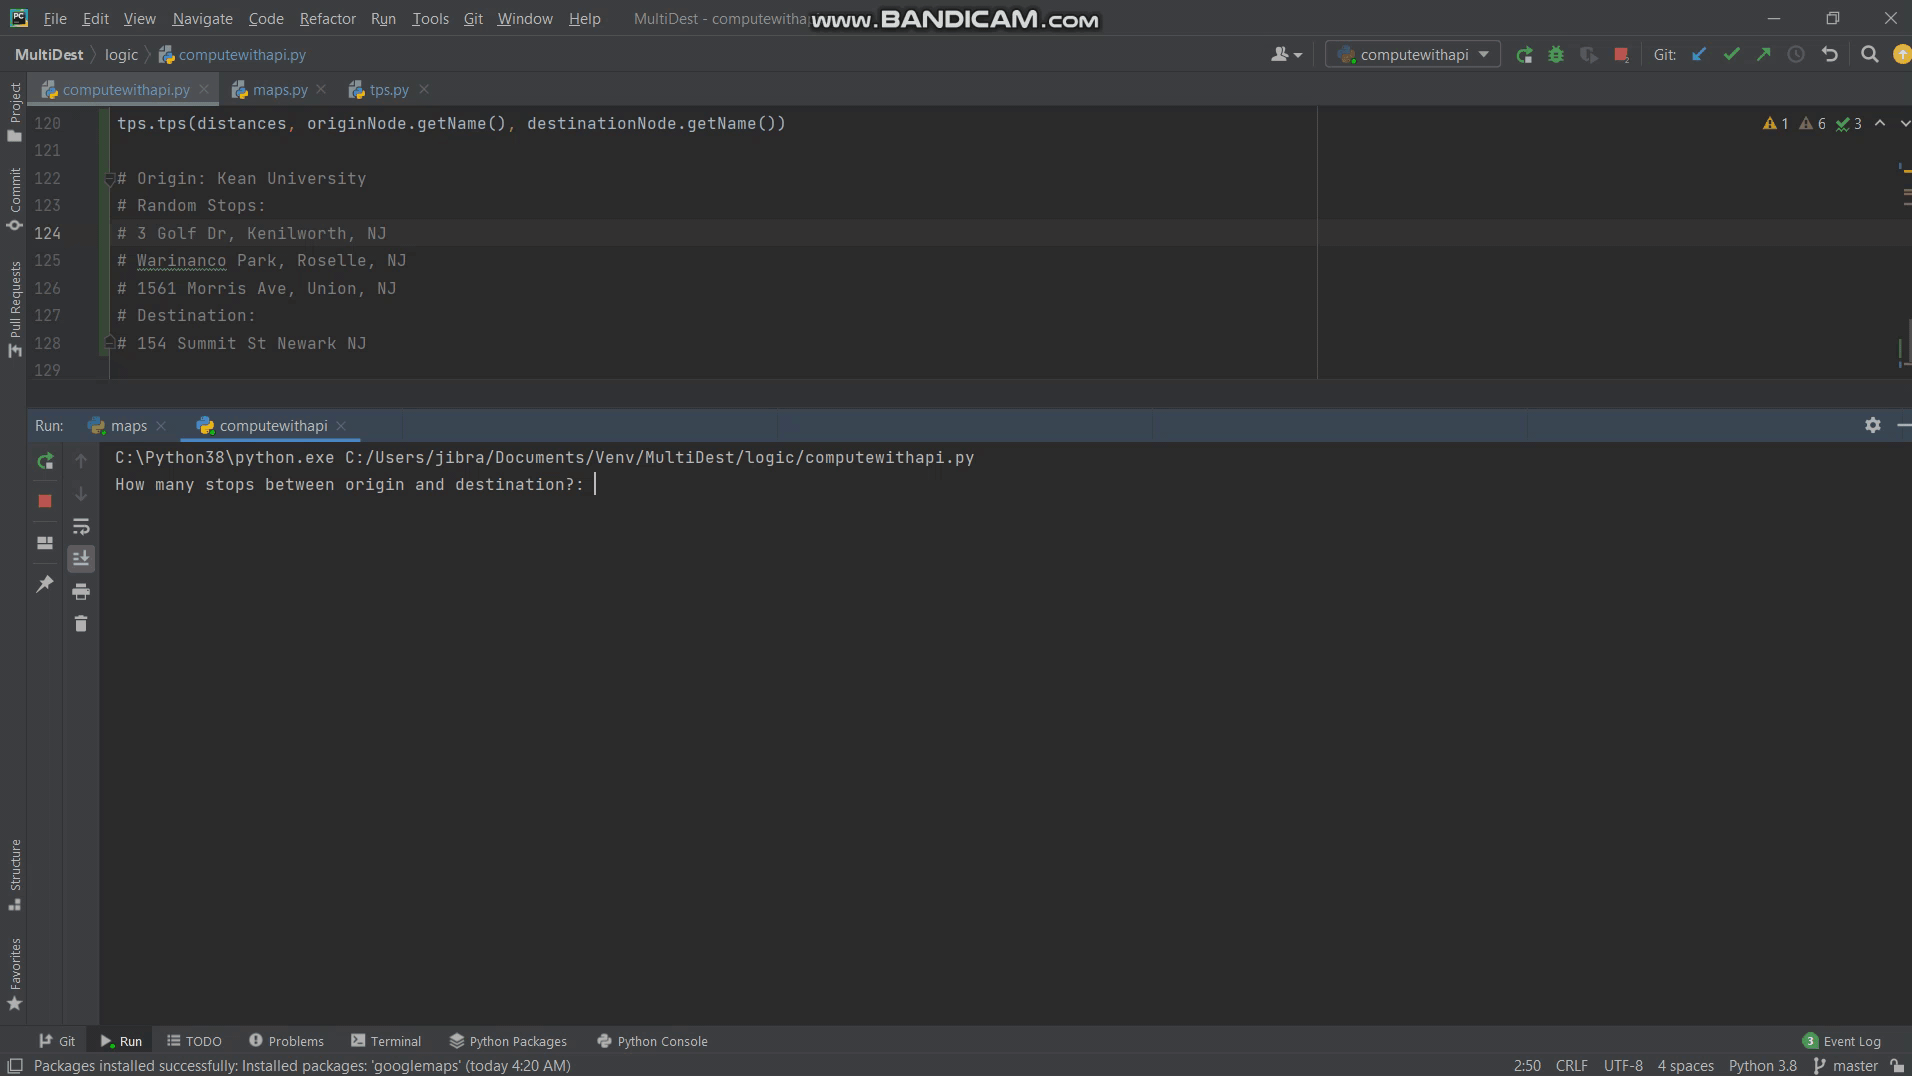 PC File Edit View Navigate Code Refactor Run Tools Git Window Help MultiDest - computewithap www.BANDICAM.com
MultiDest logic computewithapi.py computewithapi 2 Git:
computewithapi.py maps.py tps.py
120 tps.tps(distances, originNode.getName(), destinationNode.getName()) 1 6 3
121
122 # Origin: Kean University
123 # Random Stops:
124 # 3 Golf Dr, Kenilworth, NJ
125 # Warinanco Park, Roselle, NJ
126 # 1561 Morris Ave, Union, NJ
127 # Destination:
128 # 154 Summit St Newark NJ
129
Project
Commit
Pull Requests
Structure
Favorites
Run: maps computewithapi
C:\Python38\python.exe C:/Users/jibra/Documents/Venv/MultiDest/logic/computewithapi.py
How many stops between origin and destination?:
Git Run TODO Problems Terminal Python Packages Python Console 3 Event Log
Packages installed successfully: Installed packages: 'googlemaps' (today 4:20 AM) 2:50 CRLF UTF-8 4 spaces Python 3.8 master